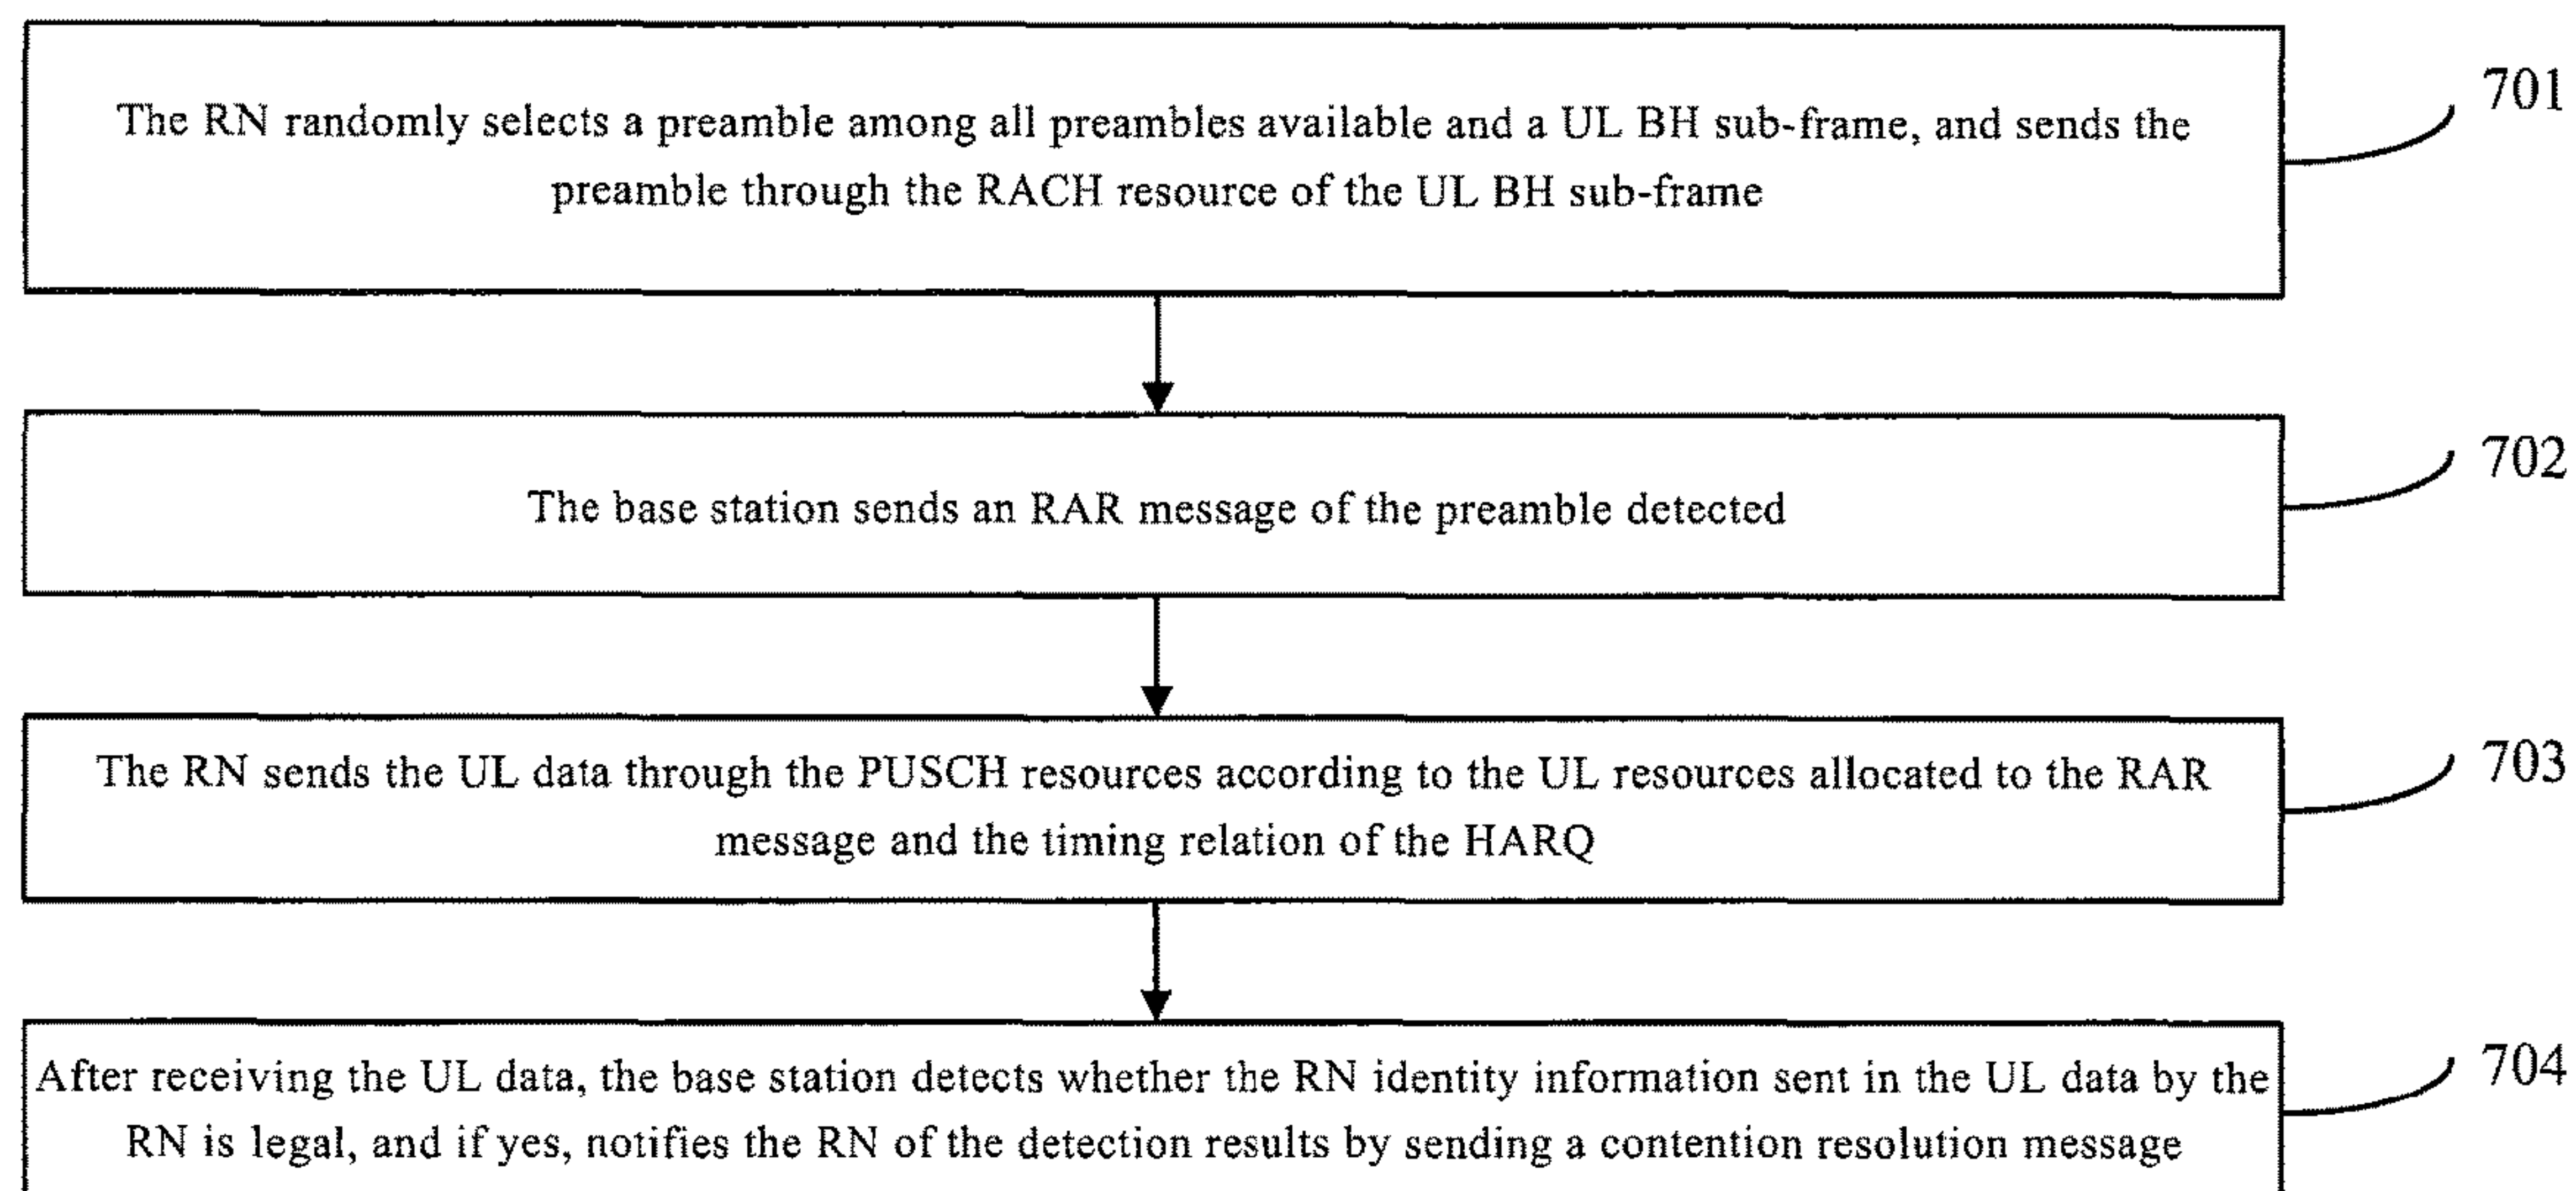 The RN randomly selects a preamble among all preambles available and a UL BH sub-frame, and sends the
preamble through the RACH resource of the UL BH sub-frame
701
The base station sends an RAR message of the preamble detected
702
The RN sends the UL data through the PUSCH resources according to the UL resources allocated to the RAR
message and the timing relation of the HARQ
703
After receiving the UL data, the base station detects whether the RN identity information sent in the UL data by the
RN is legal, and if yes, notifies the RN of the detection results by sending a contention resolution message
704